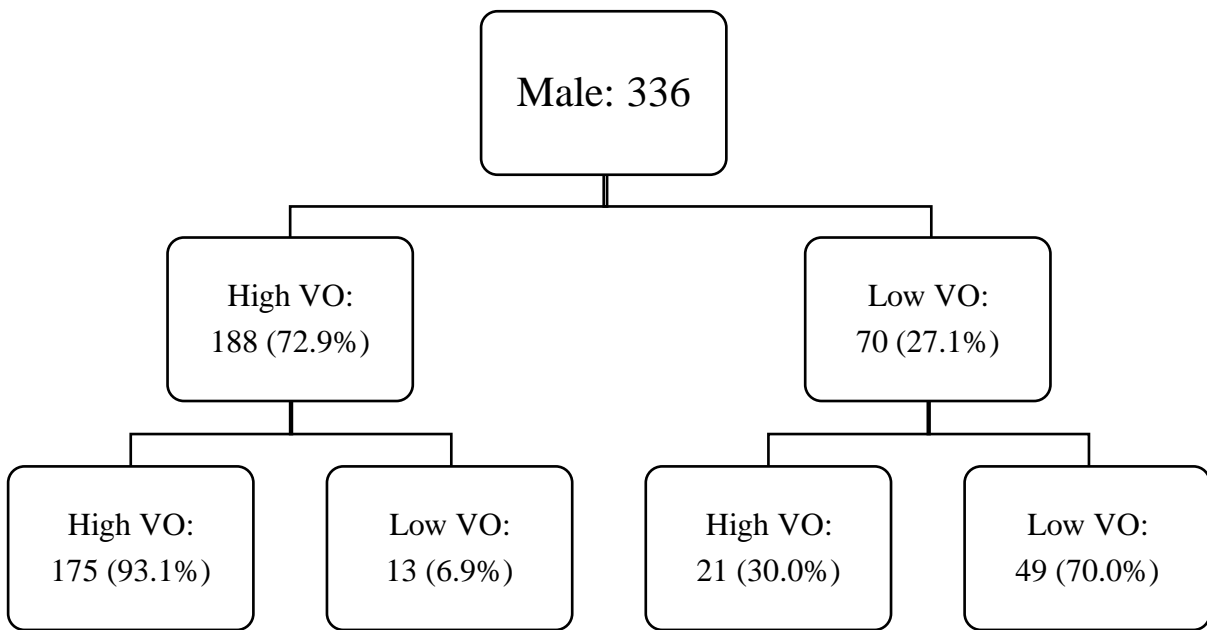 Male: 336
High VO:
188 (72.9%)
Low VO:
70 (27.1%)
High VO:
175 (93.1%)
Low VO:
13 (6.9%)
High VO:
21 (30.0%)
Low VO:
49 (70.0%)